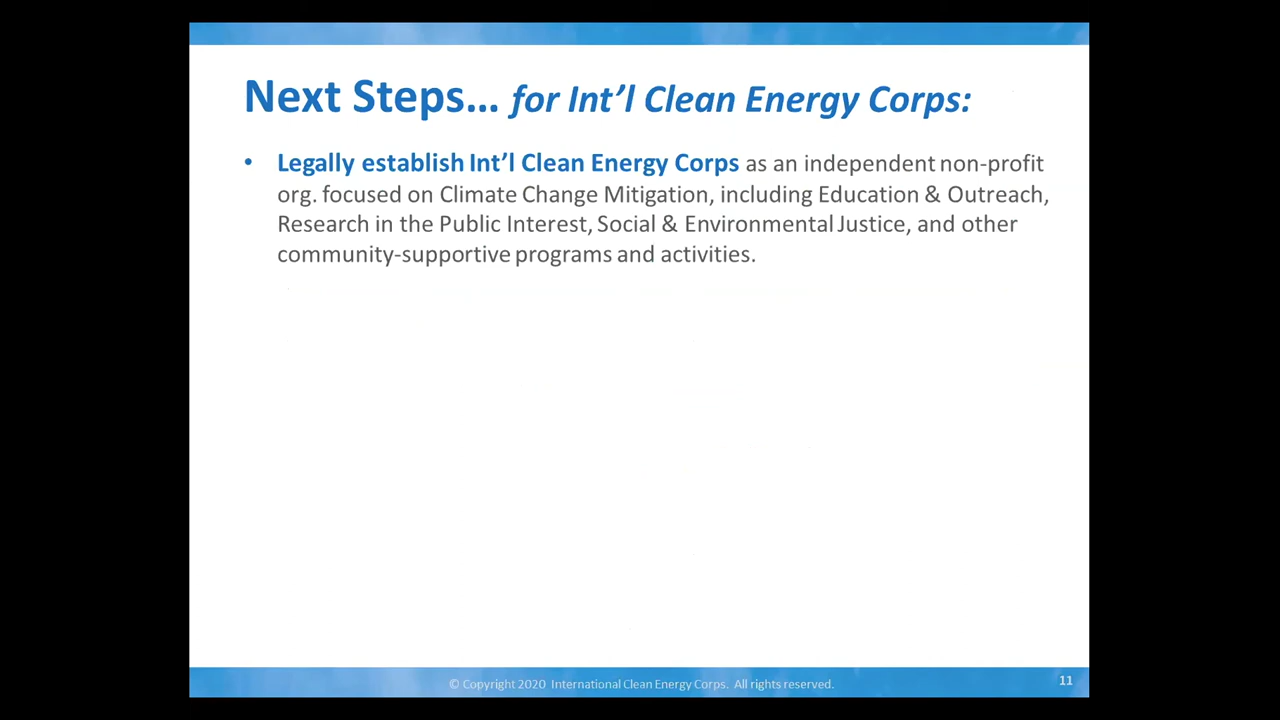 Next Steps… for Int’l Clean Energy Corps:
• Legally establish Int’l Clean Energy Corps as an independent non-profit
org. focused on Climate Change Mitigation, including Education & Outreach,
Research in the Public Interest, Social & Environmental Justice, and other
community-supportive programs and activities.
© Copyright 2020 International Clean Energy Corps. All rights reserved.
11